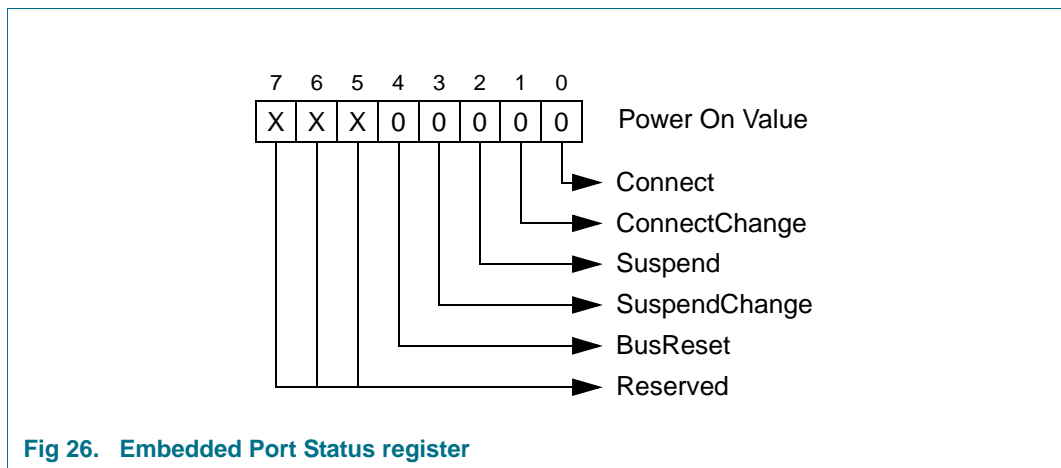 7 6 5 4 3 2 1 0
X X X 0 0 0 0 0 Power On Value
Connect
ConnectChange
Suspend
SuspendChange
BusReset
Reserved
Fig 26. Embedded Port Status register